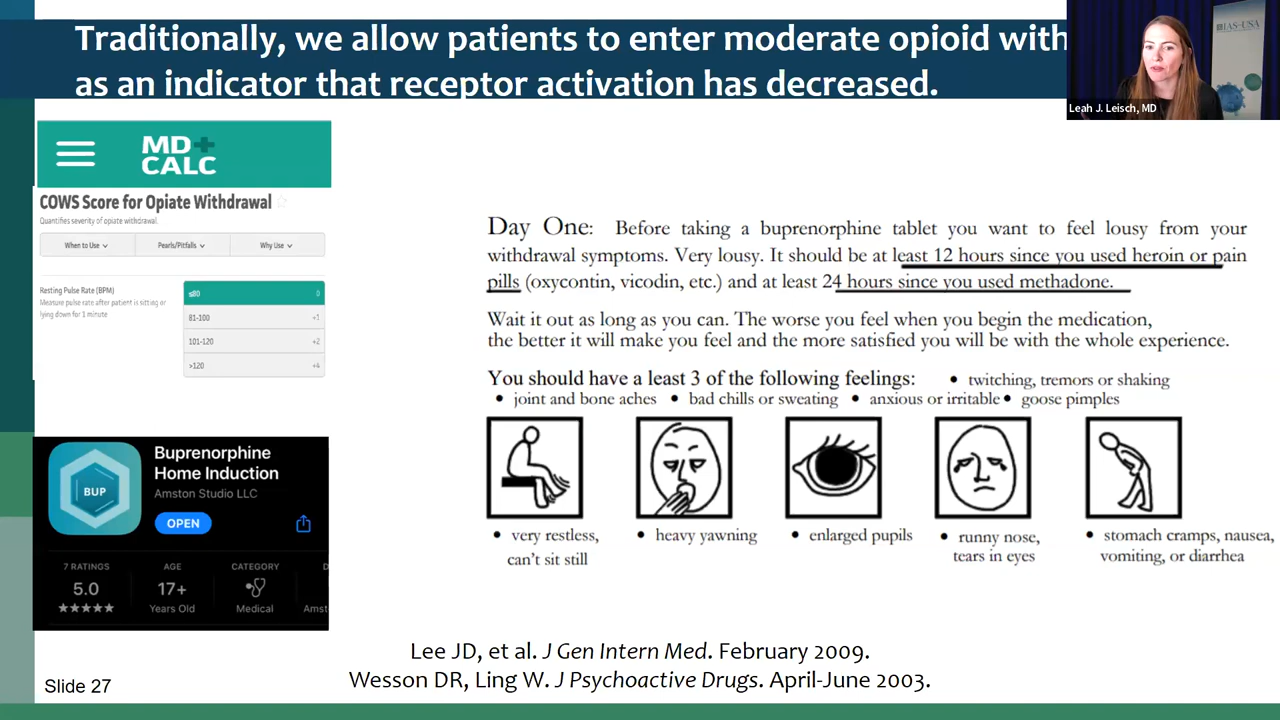 Traditionally, we allow patients to enter moderate opioid with
as an indicator that receptor activation has decreased.
IAS-USA
Leah J. Leisch, MD
MD+
CALC
COWS Score for Opiate Withdrawal
Quantifies severity of opiate withdrawal.
When to Use
Pearls/Pitfalls
Why Use
Resting Pulse Rate (BPM)
Measure pulse rate after patient is sitting or
lying down for 1 minute
≤80 0
81-100 +1
101-120 +2
>120 +4
Buprenorphine
Home Induction
Amston Studio LLC
BUP
OPEN
7 RATINGS
5.0
★★★★★
AGE
17+
Years Old
CATEGORY
Medical
D
Amst
Day One: Before taking a buprenorphine tablet you want to feel lousy from your
withdrawal symptoms. Very lousy. It should be at least 12 hours since you used heroin or pain
pills (oxycontin, vicodin, etc.) and at least 24 hours since you used methadone.
Wait it out as long as you can. The worse you feel when you begin the medication,
the better it will make you feel and the more satisfied you will be with the whole experience.
You should have a least 3 of the following feelings: • twitching, tremors or shaking
• joint and bone aches • bad chills or sweating • anxious or irritable • goose pimples
• very restless,
can't sit still
• heavy yawning
• enlarged pupils
• runny nose,
tears in eyes
• stomach cramps, nausea,
vomiting, or diarrhea
Lee JD, et al. J Gen Intern Med. February 2009.
Wesson DR, Ling W. J Psychoactive Drugs. April-June 2003.
Slide 27